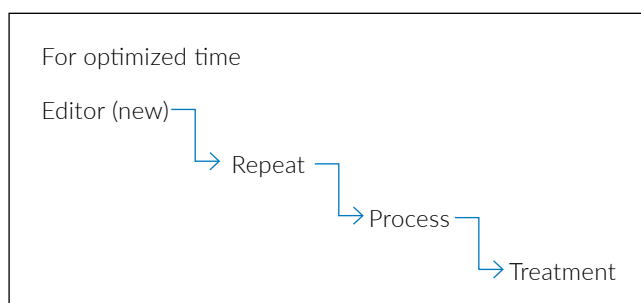 For optimized time
Editor (new)
Repeat
Process
Treatment